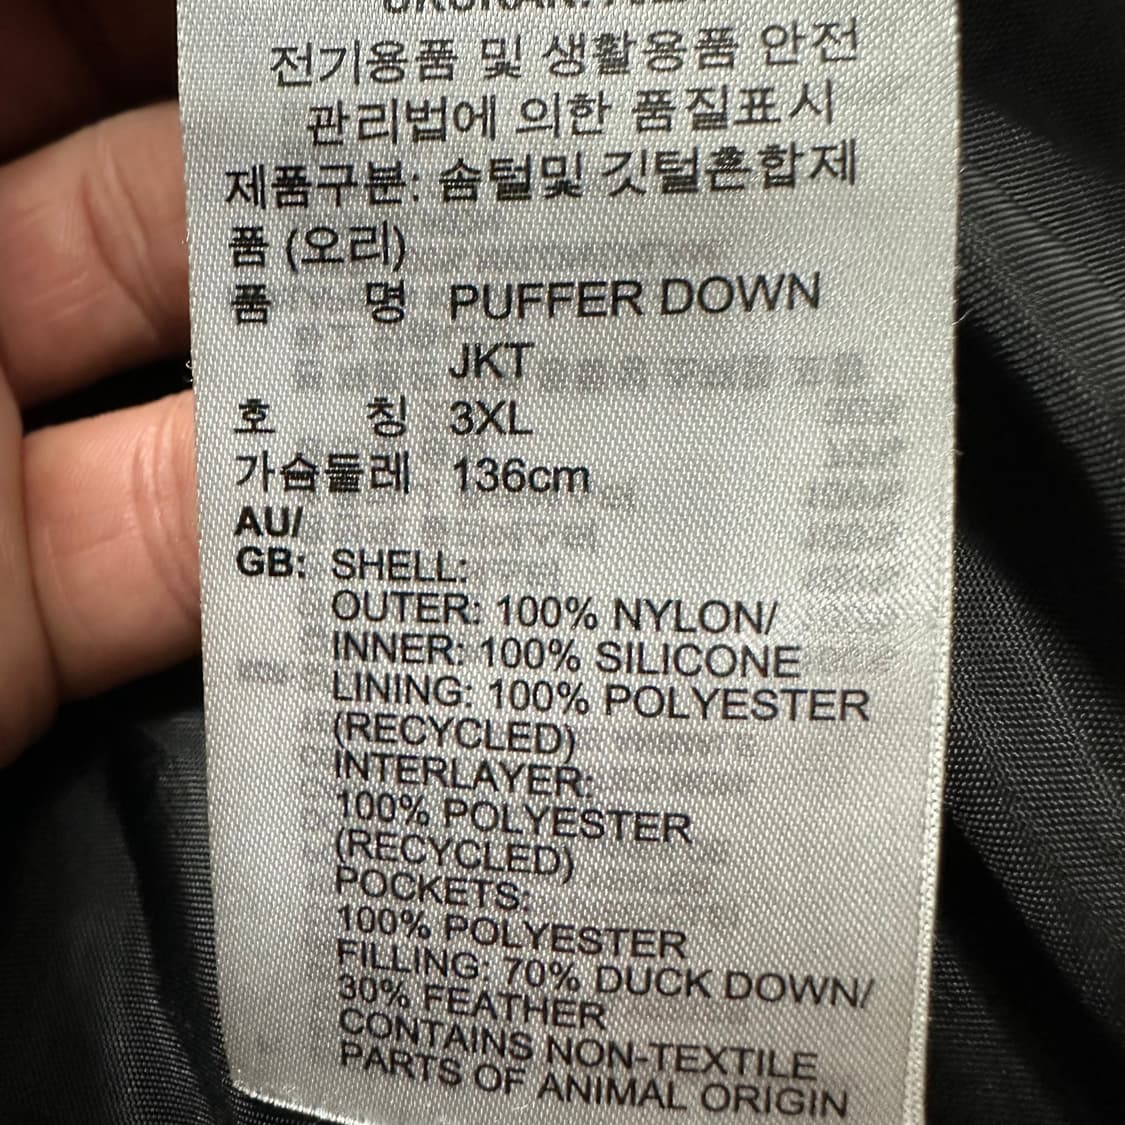 전기용품 및 생활용품 안전
관리법에 의한 품질표시
제품구분: 솜털및 깃털혼합제
품 (오리)
품 명 PUFFER DOWN
JKT
호 칭 3XL
가슴둘레 136cm
AU/
GB: SHELL:
OUTER: 100% NYLON/
INNER: 100% SILICONE
LINING: 100% POLYESTER
(RECYCLED)
INTERLAYER:
100% POLYESTER
(RECYCLED)
POCKETS:
100% POLYESTER
FILLING: 70% DUCK DOWN/
30% FEATHER
CONTAINS NON-TEXTILE
PARTS OF ANIMAL ORIGIN